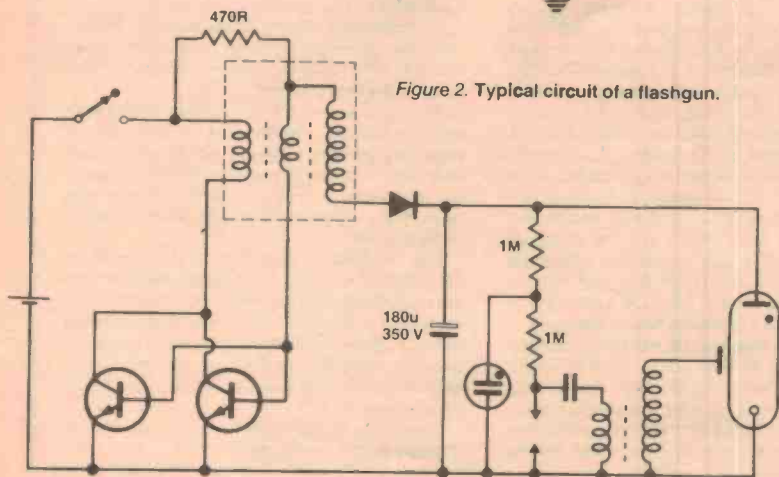 470R
Figure 2. Typical circuit of a flashgun.
1M
180u
350 V
1M